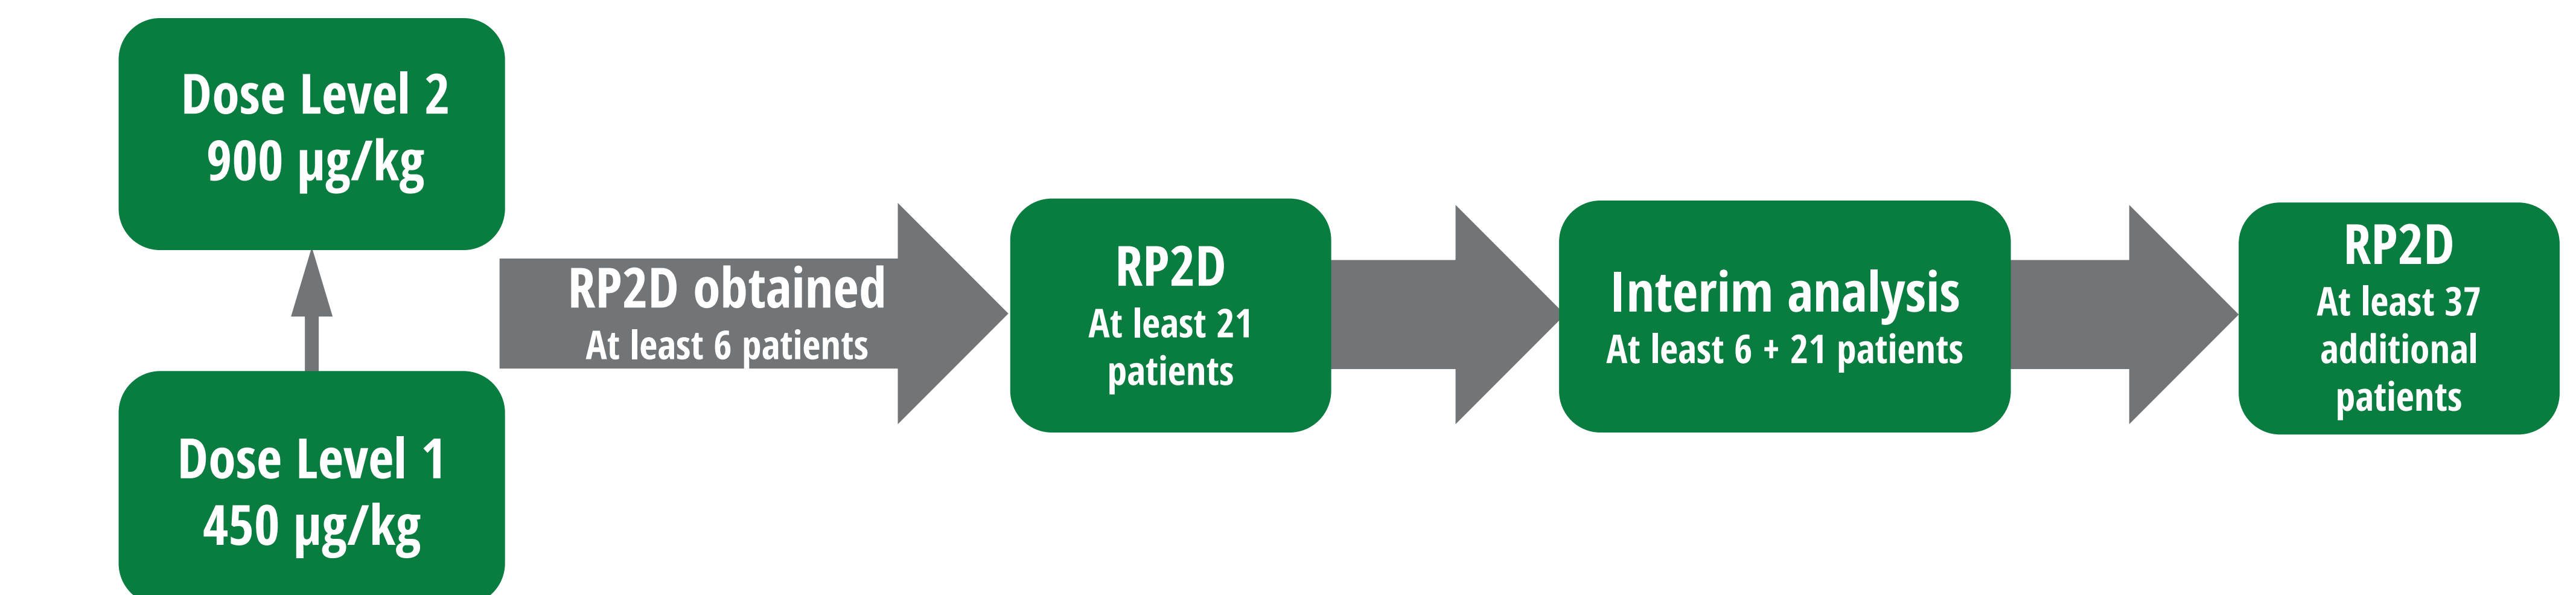 Dose Level 2
900 µg/kg
Dose Level 1
450 µg/kg
RP2D obtained
At least 6 patients
RP2D
At least 21
patients
Interim analysis
At least 6 + 21 patients
RP2D
At least 37
additional
patients